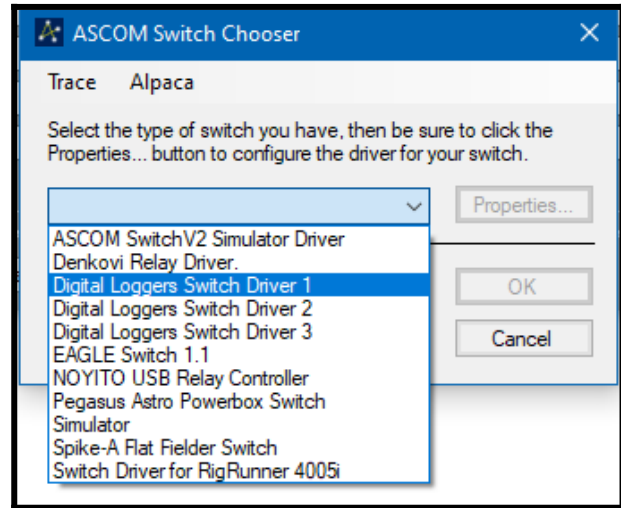 ASCOM Switch Chooser
Trace Alpaca
Select the type of switch you have, then be sure to click the
Properties... button to configure the driver for your switch.
Properties...
ASCOM SwitchV2 Simulator Driver
Denkovi Relay Driver.
Digital Loggers Switch Driver 1
Digital Loggers Switch Driver 2
Digital Loggers Switch Driver 3
EAGLE Switch 1.1
NOYITO USB Relay Controller
Pegasus Astro Powerbox Switch
Simulator
Spike-A Flat Fielder Switch
Switch Driver for RigRunner 4005i
OK
Cancel